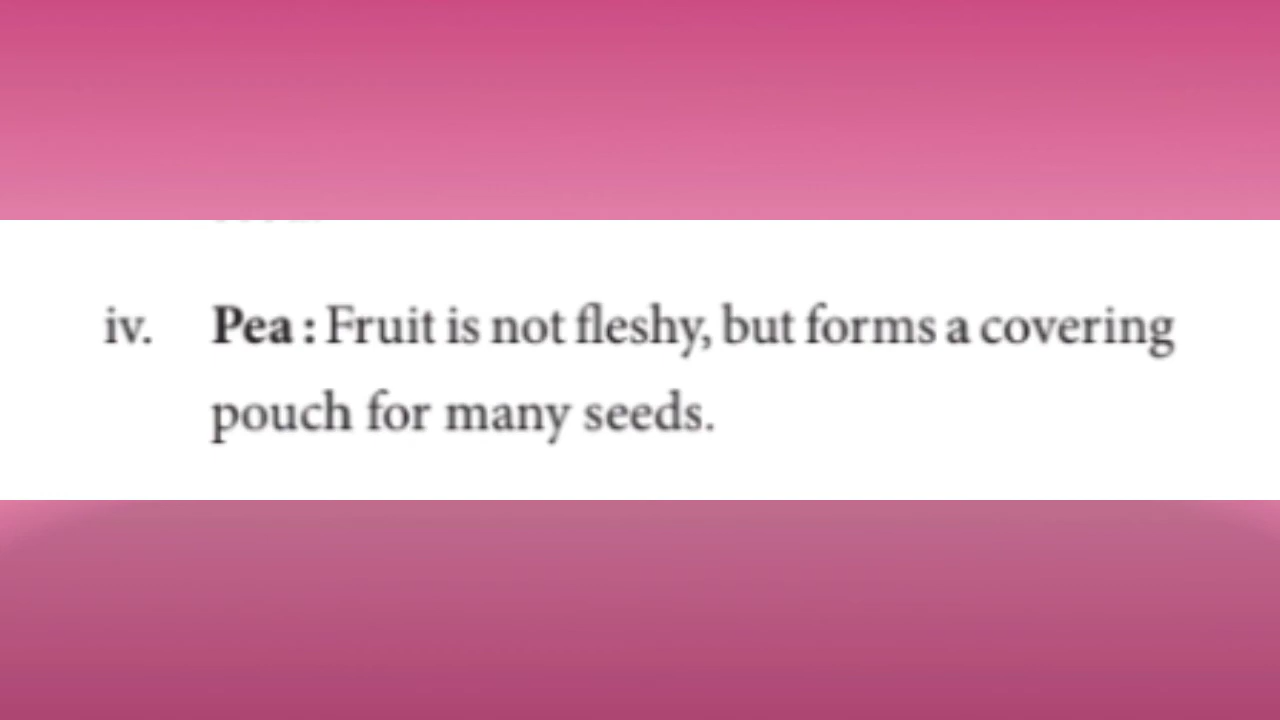 iv. Pea : Fruit is not fleshy, but forms a covering
pouch for many seeds.